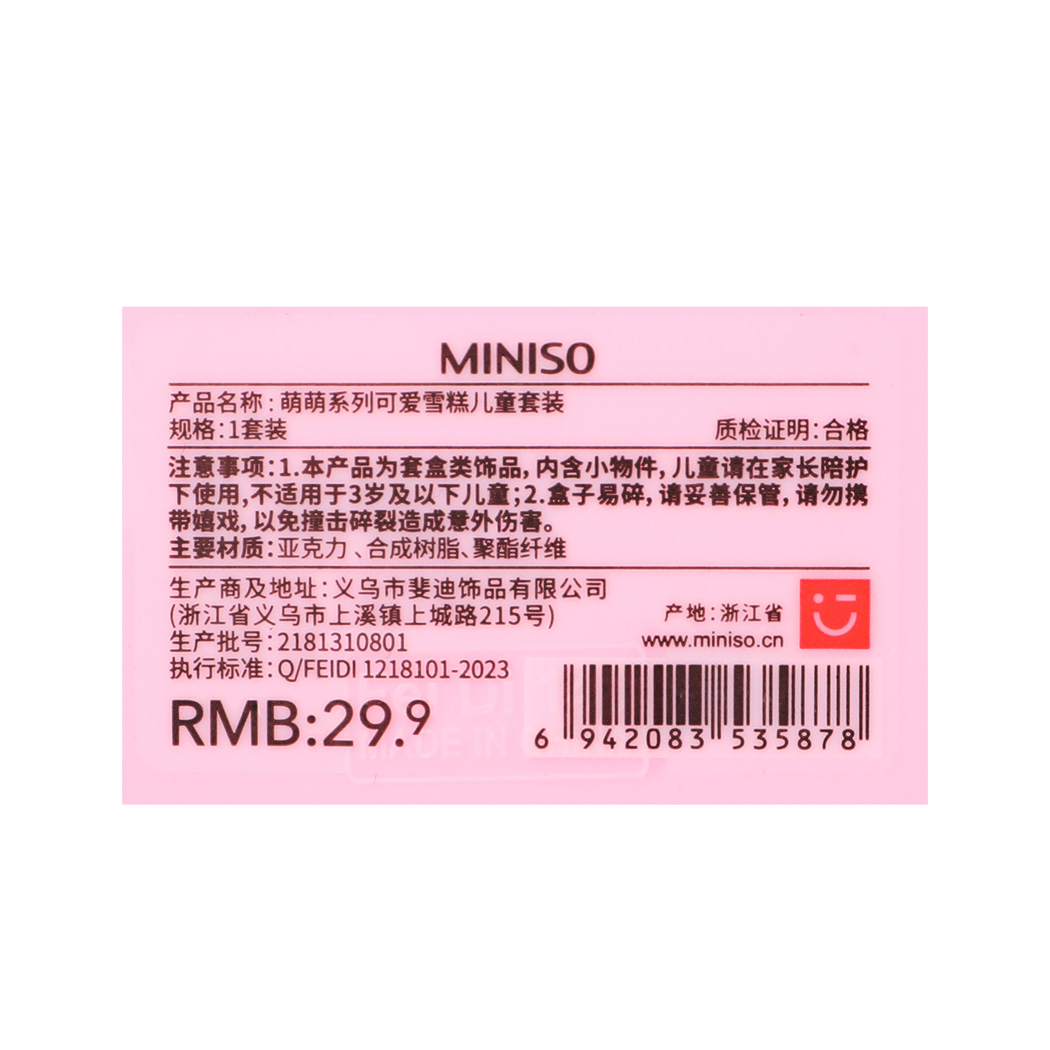 MINISO
产品名称：萌萌系列可爱雪糕儿童套装
规格：1套装 质检证明：合格
注意事项：1.本产品为套盒类饰品，内含小物件，儿童请在家长陪护
下使用，不适用于3岁及以下儿童；2.盒子易碎，请妥善保管，请勿携
带嬉戏，以免撞击碎裂造成意外伤害。
主要材质：亚克力、合成树脂、聚酯纤维
生产商及地址：义乌市斐迪饰品有限公司
(浙江省义乌市上溪镇上城路215号) 产地：浙江省
生产批号：2181310801 www.miniso.cn
执行标准：Q/FEIDI 1218101-2023
RMB:29.9
6 942083 535878
MADE IN